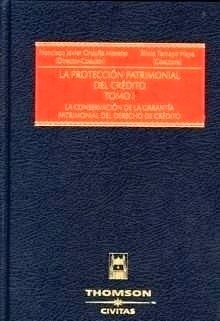 Francisco Javier Orduña Moreno
(Director-Coautor)
Silvia Tamayo Haya
(Coautora)
LA PROTECCIÓN PATRIMONIAL
DEL CRÉDITO
TOMO I
LA CONSERVACIÓN DE LA GARANTÍA
PATRIMONIAL DEL DERECHO DE CRÉDITO
THOMSON
CIVITAS